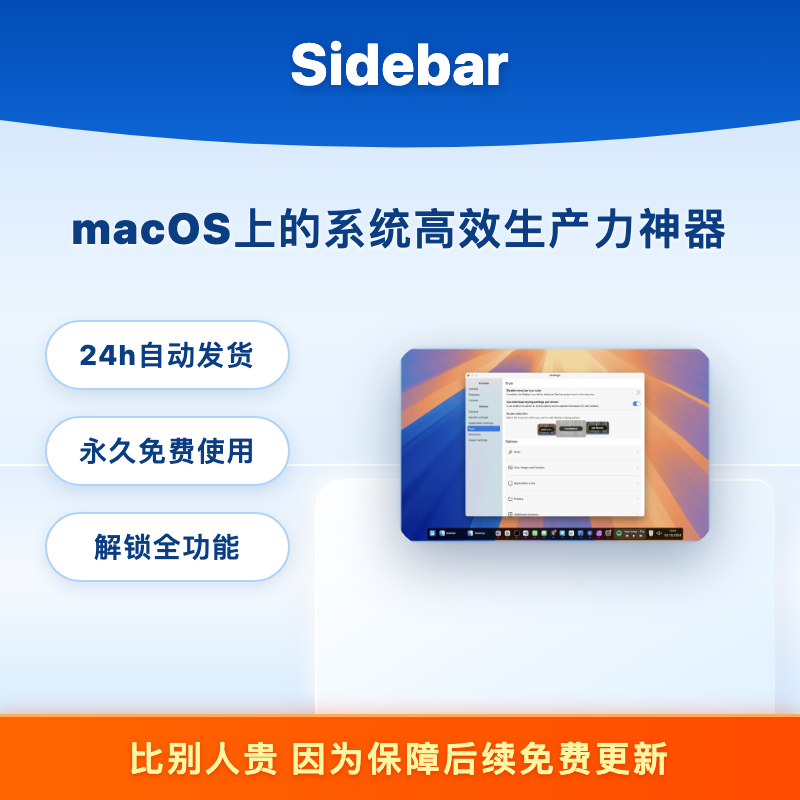 Sidebar
macOS上的系统高效生产力神器
24h自动发货
永久免费使用
解锁全功能
比别人贵 因为保障后续免费更新